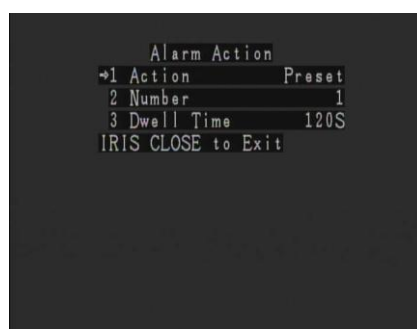 Alarm Action
→1 Action Preset
2 Number 1
3 Dwell Time 120S
IRIS CLOSE to Exit